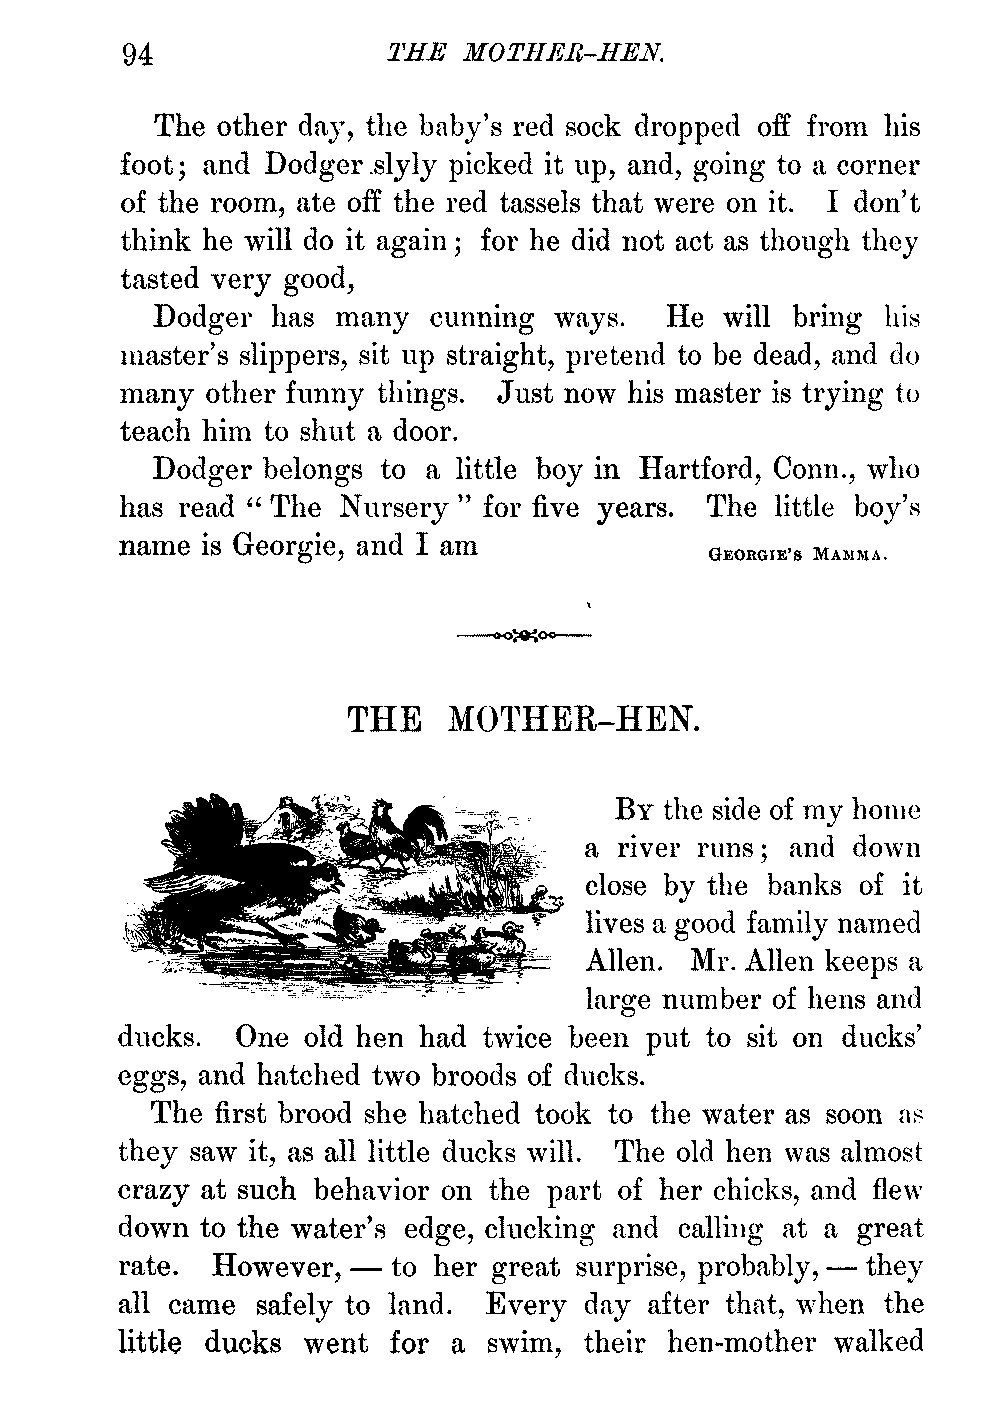 94 THE MOTHER-HEN.
The other day, the baby's red sock dropped off from his
foot; and Dodger slyly picked it up, and, going to a corner
of the room, ate off the red tassels that were on it. I don't
think he will do it again; for he did not act as though they
tasted very good,
Dodger has many cunning ways. He will bring his
master's slippers, sit up straight, pretend to be dead, and do
many other funny things. Just now his master is trying to
teach him to shut a door.
Dodger belongs to a little boy in Hartford, Conn., who
has read "The Nursery" for five years. The little boy's
name is Georgie, and I am GEORGIE'S MAMMA.
THE MOTHER-HEN.
BY the side of my home
a river runs; and down
close by the banks of it
lives a good family named
Allen. Mr. Allen keeps a
large number of hens and
ducks. One old hen had twice been put to sit on ducks'
eggs, and hatched two broods of ducks.
The first brood she hatched took to the water as soon as
they saw it, as all little ducks will. The old hen was almost
crazy at such behavior on the part of her chicks, and flew
down to the water's edge, clucking and calling at a great
rate. However, — to her great surprise, probably, — they
all came safely to land. Every day after that, when the
little ducks went for a swim, their hen-mother walked